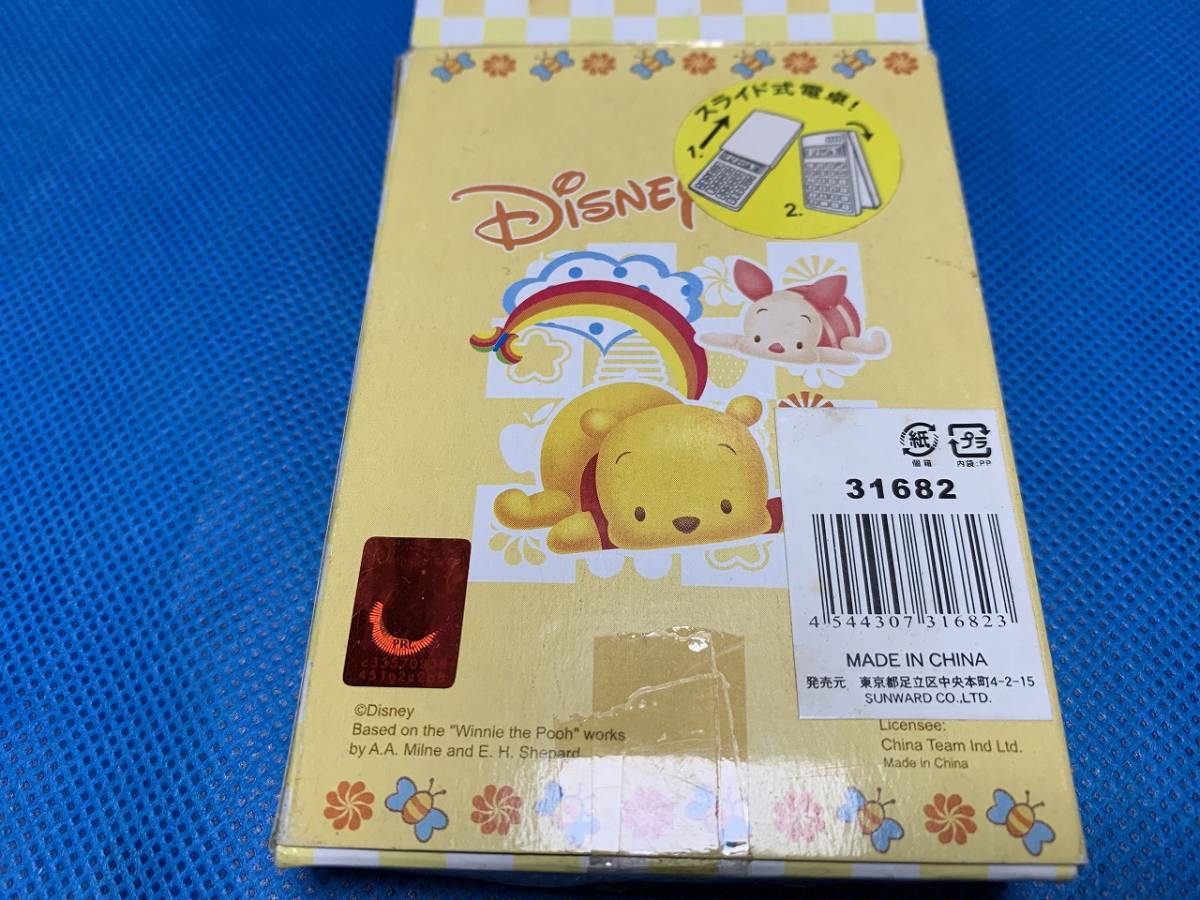 スライド式電卓!
1.
2.
DISNEY
紙
個箱
プラ
内袋:PP
31682
4 544307 316823
MADE IN CHINA
発売元 東京都足立区中央本町4-2-15
SUNWARD CO.,LTD.
©Disney
Based on the "Winnie the Pooh" works
by A.A. Milne and E. H. Shepard
Licensee:
China Team Ind Ltd.
Made in China